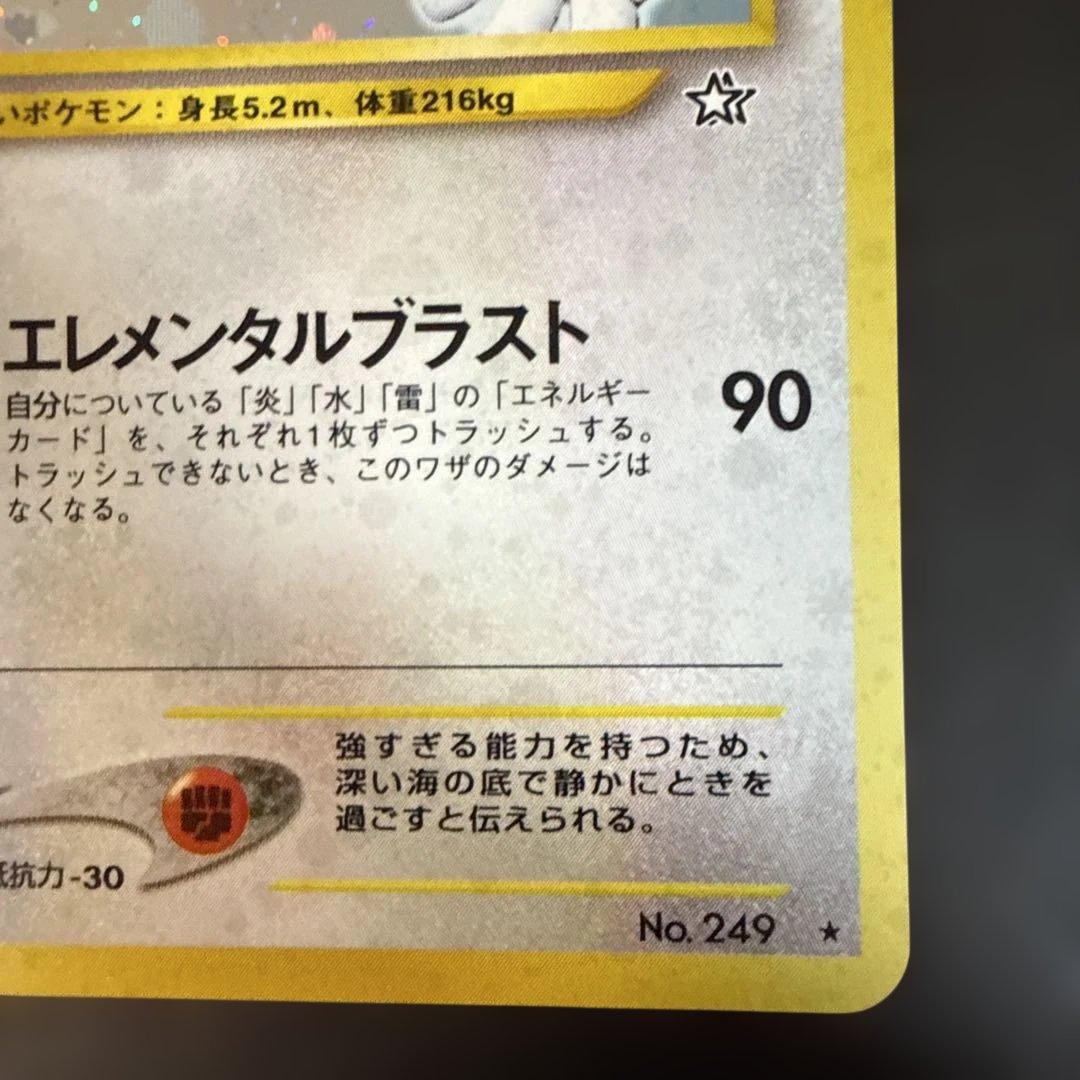 いポケモン：身長5.2m、体重216kg
エレメンタルブラスト
90
自分についている「炎」「水」「雷」の「エネルギー
カード」を、それぞれ1枚ずつトラッシュする。
トラッシュできないとき、このワザのダメージは
なくなる。
強すぎる能力を持つため、
深い海の底で静かにときを
過ごすと伝えられる。
抵抗力-30
No. 249 ★